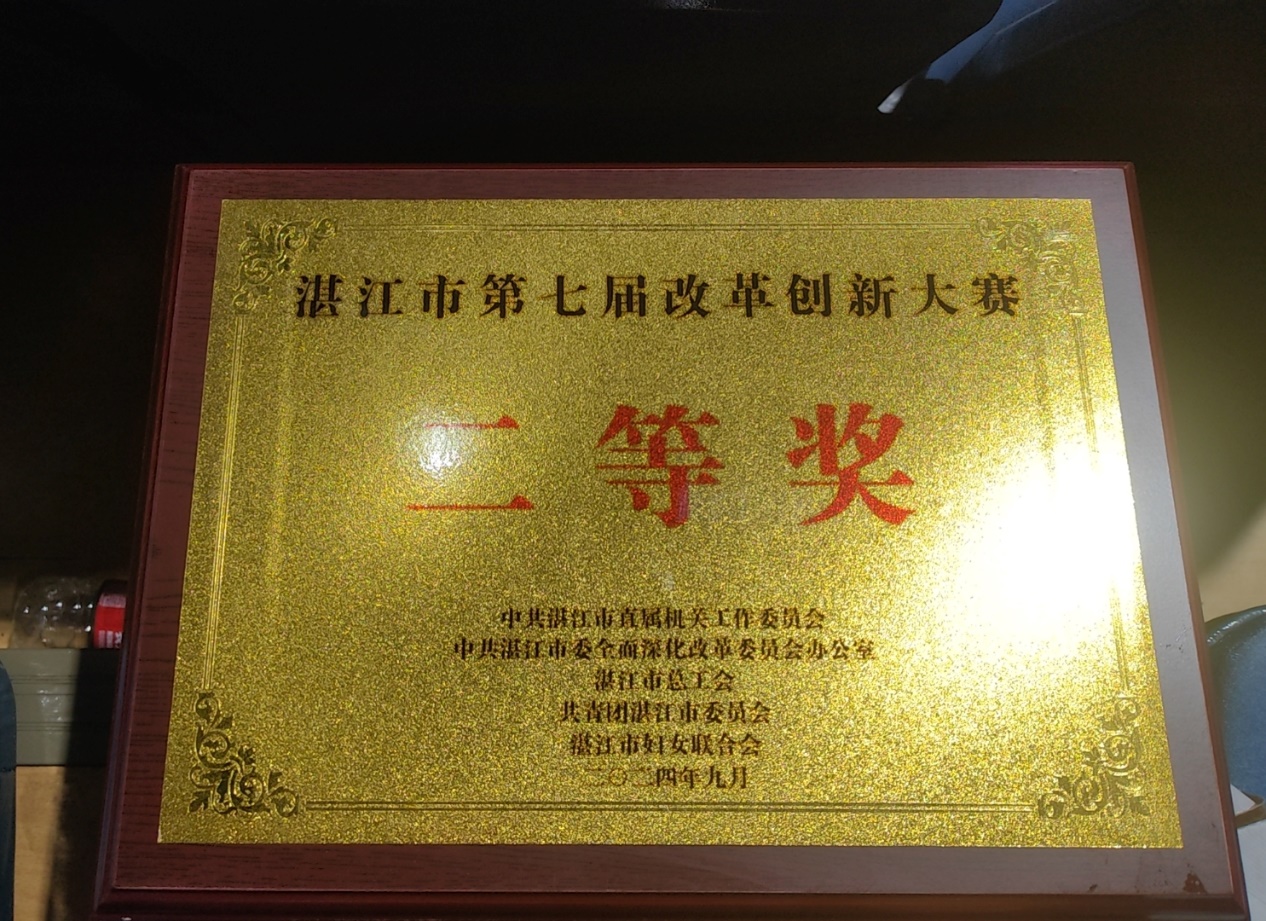 湛江市第七届改革创新大赛
二等奖
中共湛江市直属机关工作委员会
中共湛江市委全面深化改革委员会办公室
湛江市总工会
共青团湛江市委员会
湛江市妇女联合会
二〇二四年九月